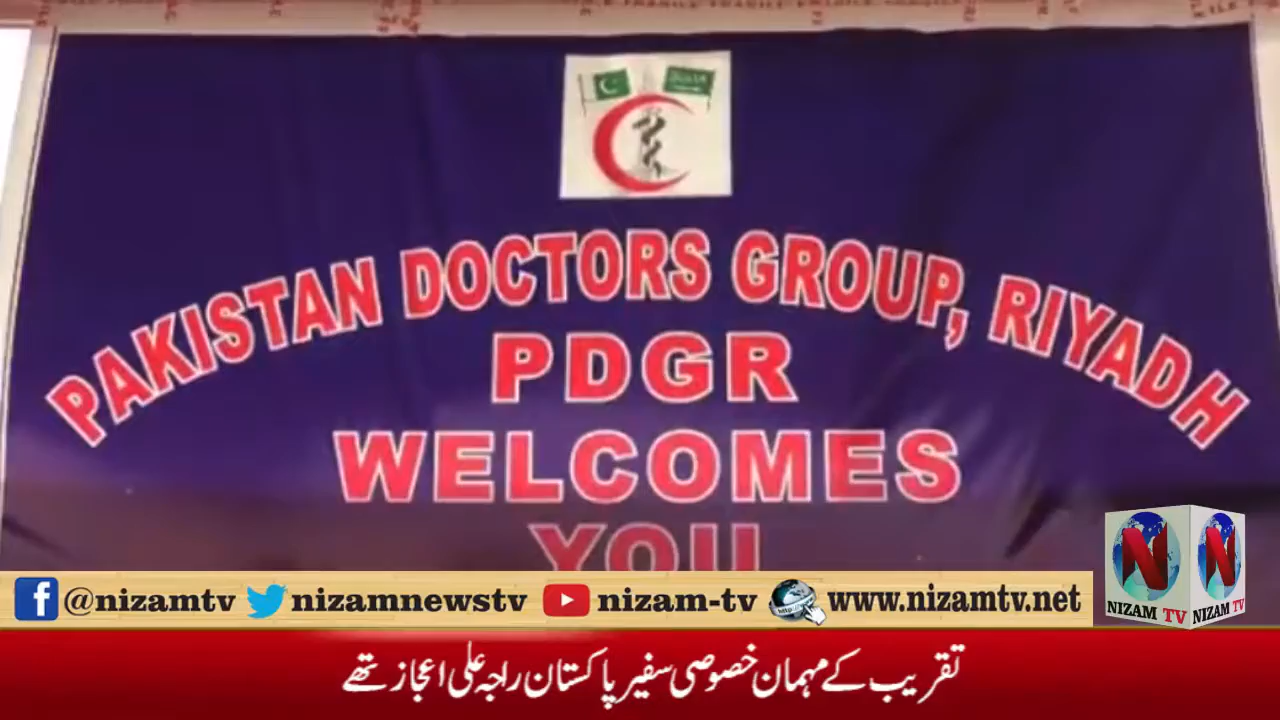 PAKISTAN DOCTORS GROUP, RIYADH
PDGR
WELCOMES
YOU
@nizamtv nizamnewstv nizam-tv www.nizamtv.net
NIZAM TV NIZAM TV
تقریب کے مہمان خصوصی سفیر پاکستان راجہ علی اعجاز تھے